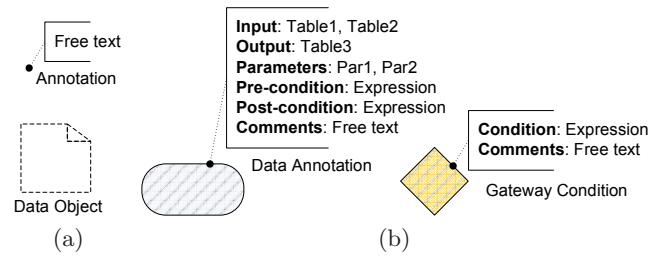 Free text
Annotation
Data Object
(a)
Input: Table1, Table2
Output: Table3
Parameters: Par1, Par2
Pre-condition: Expression
Post-condition: Expression
Comments: Free text
Data Annotation
Condition: Expression
Comments: Free text
Gateway Condition
(b)